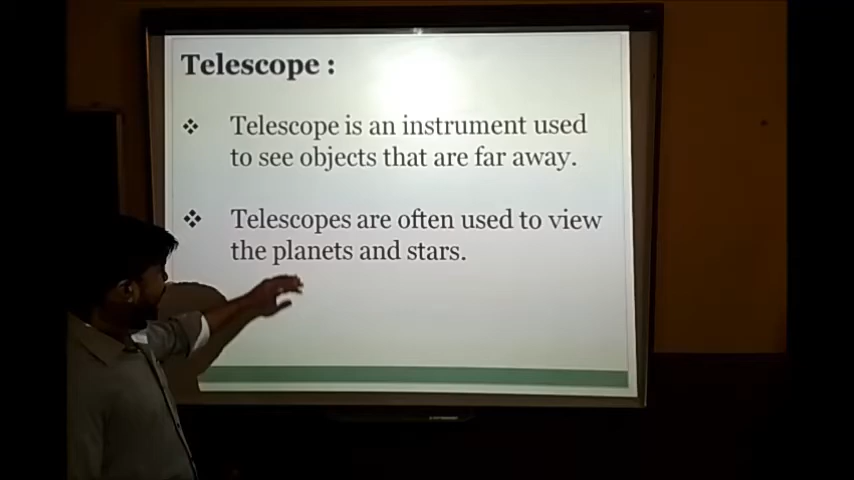 Telescope :
❖ Telescope is an instrument used
to see objects that are far away.
❖ Telescopes are often used to view
the planets and stars.